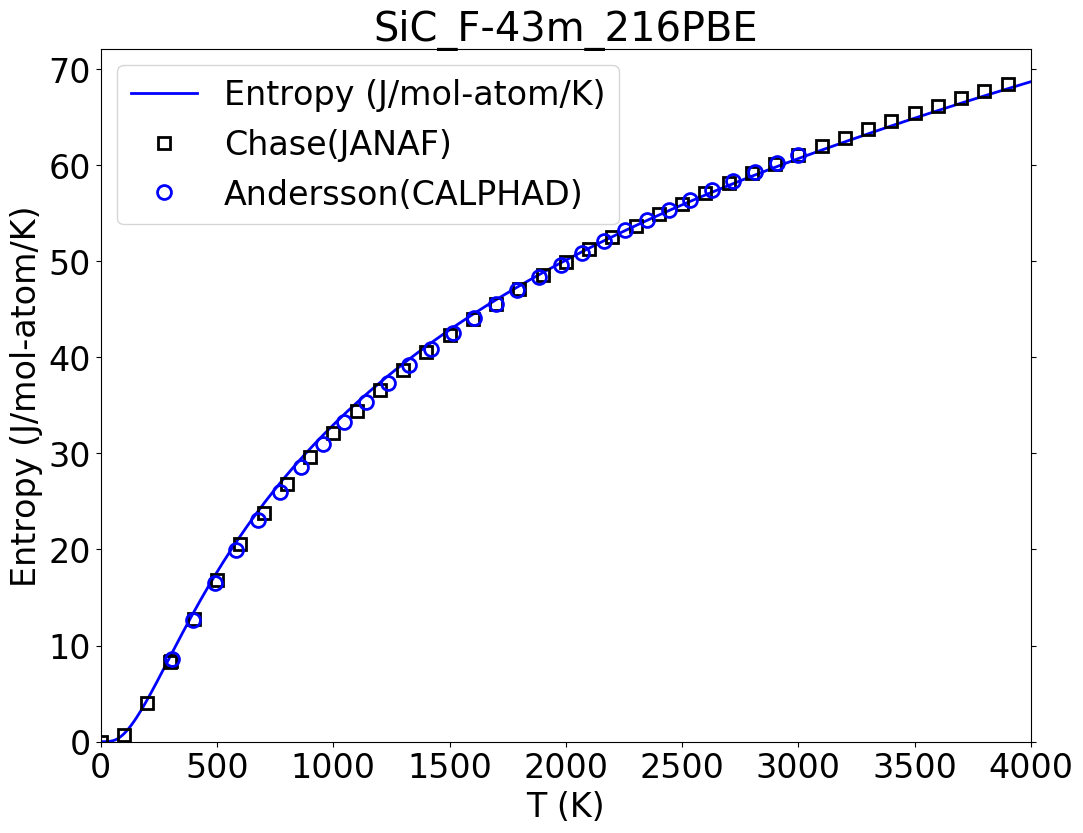 SiC_F-43m_216PBE
Entropy (J/mol-atom/K)
Chase(JANAF)
Andersson(CALPHAD)
Entropy (J/mol-atom/K)
70
60
50
40
30
20
10
0
0 500 1000 1500 2000 2500 3000 3500 4000
T (K)